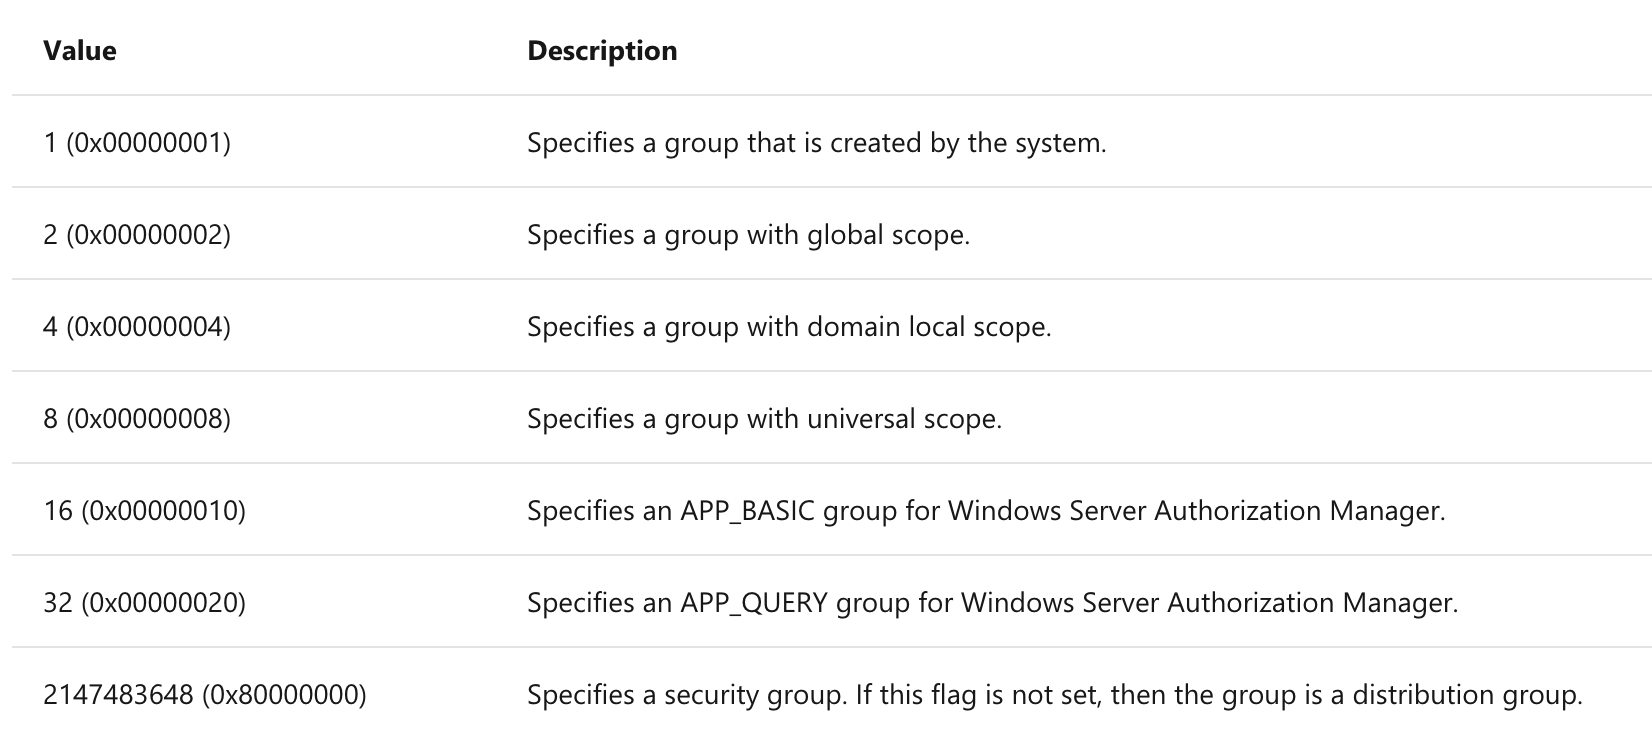 Value Description
1 (0x00000001) Specifies a group that is created by the system.
2 (0x00000002) Specifies a group with global scope.
4 (0x00000004) Specifies a group with domain local scope.
8 (0x00000008) Specifies a group with universal scope.
16 (0x00000010) Specifies an APP_BASIC group for Windows Server Authorization Manager.
32 (0x00000020) Specifies an APP_QUERY group for Windows Server Authorization Manager.
2147483648 (0x80000000) Specifies a security group. If this flag is not set, then the group is a distribution group.